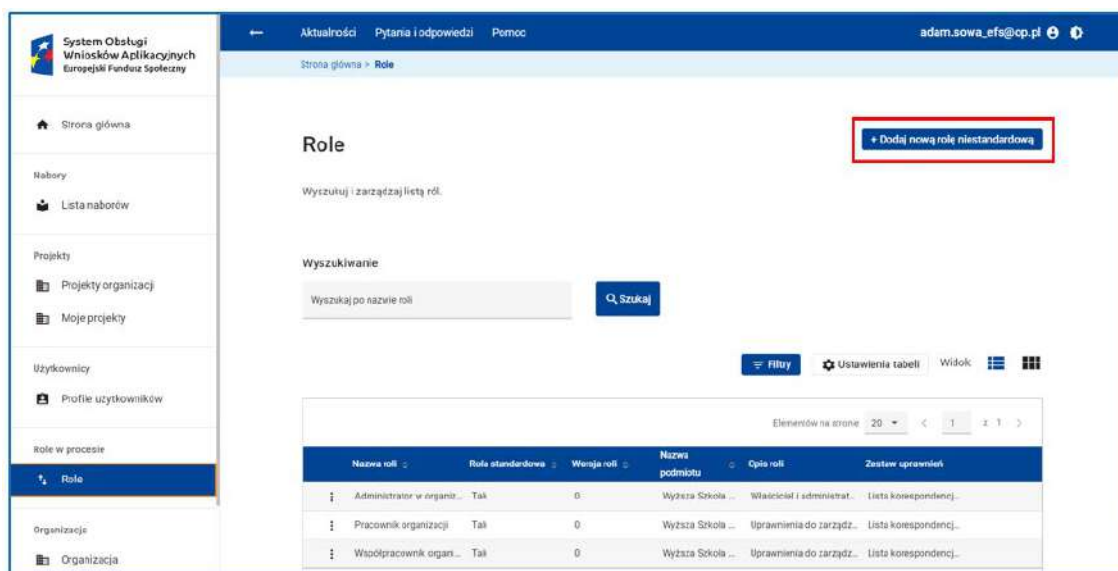 System Obsługi
Wniosków Aplikacyjnych
Europejski Fundusz Społeczny
Aktualności Pytania i odpowiedzi Pomoc
adam.sowa_efs@op.pl
Strona główna > Role
Strona główna
Nabory
Lista naborów
Projekty
Projekty organizacji
Moje projekty
Użytkownicy
Profile użytkowników
Role w procesie
Role
Organizacje
Organizacja
Role
+ Dodaj nową rolę niestandardową
Wyszukuj i zarządzaj listą ról.
Wyszukiwanie
Wyszukaj po nazwie roli
Szukaj
Filtry
Ustawienia tabeli
Widok
Elementów na stronie 20 < 1 z 1 >
Nazwa roli Rola standardowa Wersja roli Nazwa podmiotu Opis roli Zestaw uprawnień
Administrator w organiz... Tak 0 Wyższa Szkoła ... Właściciel i administrat... Lista korespondencj...
Pracownik organizacji Tak 0 Wyższa Szkoła ... Uprawnienia do zarządz... Lista korespondencj...
Współpracownik organi... Tak 0 Wyższa Szkoła ... Uprawnienia do zarządz... Lista korespondencj...